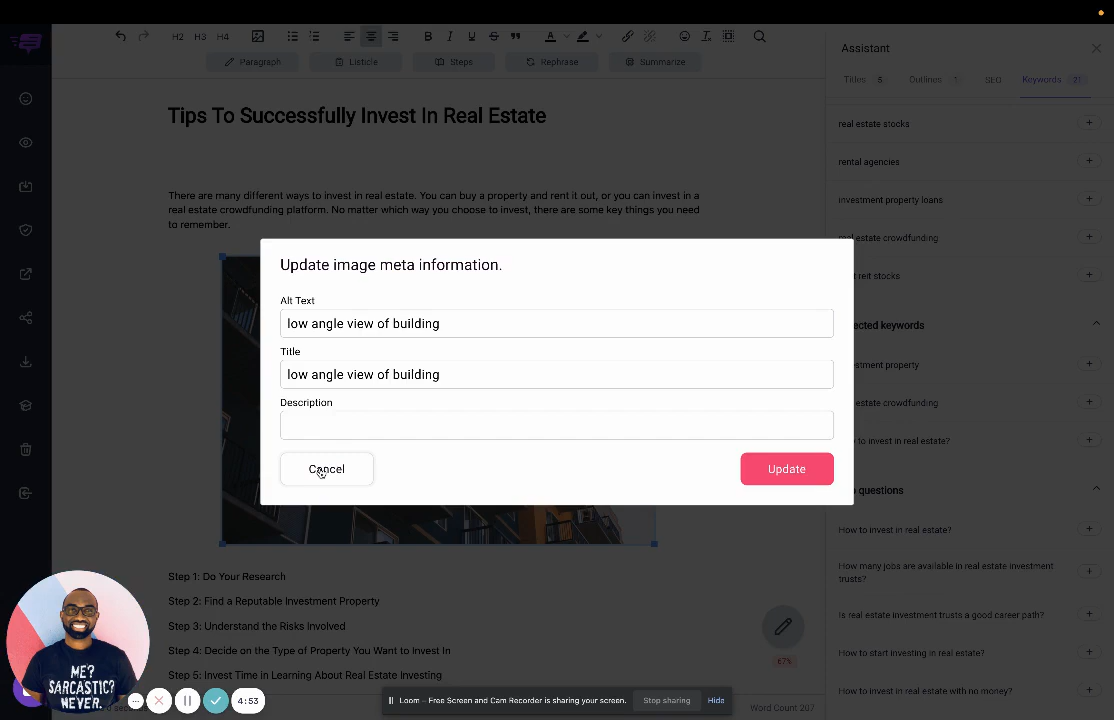 H2 H3 H4
B I U S
Paragraph Listicle Steps Rephrase Summarize
Tips To Successfully Invest In Real Estate
There are many different ways to invest in real estate. You can buy a property and rent it out, or you can invest in a
real estate crowdfunding platform. No matter which way you choose to invest, there are some key things you need
to remember.
Update image meta information.
Alt Text
low angle view of building
Title
low angle view of building
Description
Cancel
Update
Step 1: Do Your Research
Step 2: Find a Reputable Investment Property
Step 3: Understand the Risks Involved
Step 4: Decide on the Type of Property You Want to Invest In
Step 5: Invest Time in Learning About Real Estate Investing
67%
Word Count 207
Assistant
Titles 5 Outlines 1 SEO Keywords 21
real estate stocks
rental agencies
investment property loans
estate crowdfunding
reit stocks
keywords
property
estate crowdfunding
to invest in real estate?
questions
How to invest in real estate?
How many jobs are available in real estate investment
trusts?
Is real estate investment trusts a good career path?
How to start investing in real estate?
How to invest in real estate with no money?
ME?
SARCASTIC?
NEVER.
4:53
Loom – Free Screen and Cam Recorder is sharing your screen. Stop sharing Hide